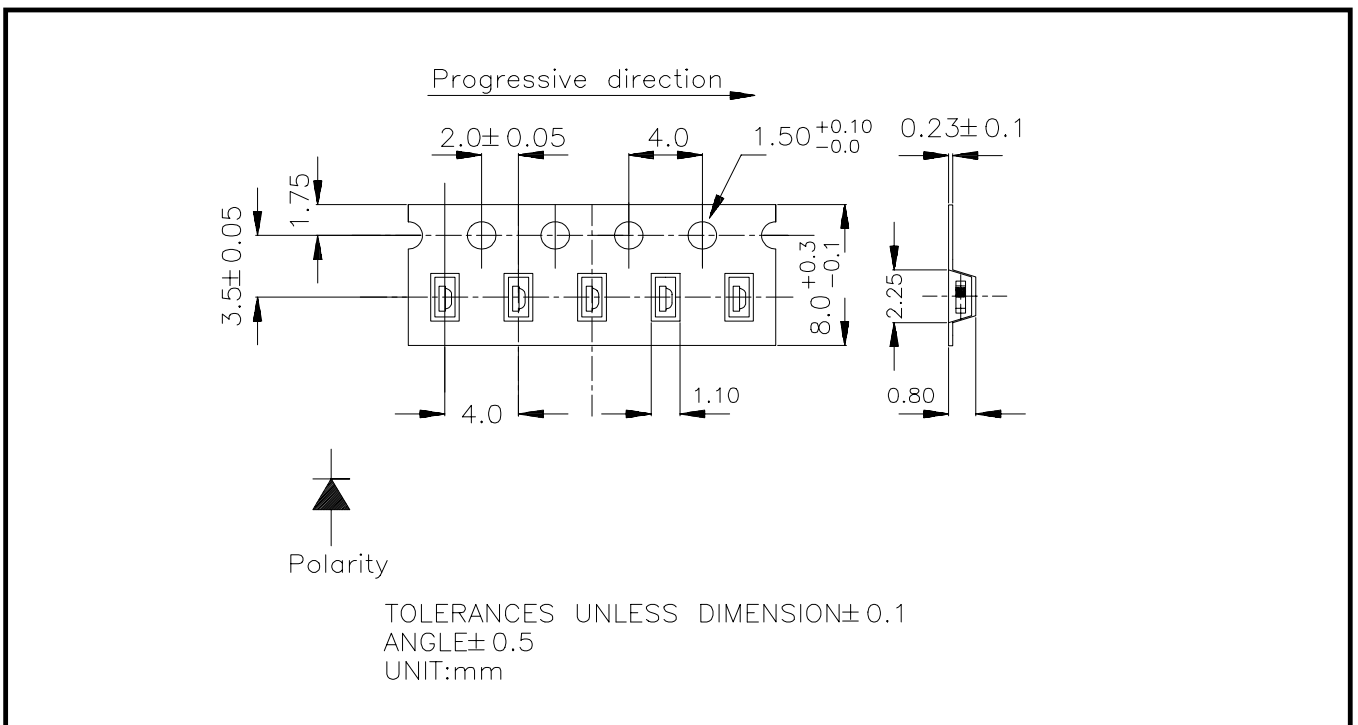 Progressive direction
2.0±0.05
4.0
1.50 +0.10 -0.0
0.23±0.1
1.75
3.5±0.05
8.0 +0.3 -0.1
2.25
4.0
1.10
0.80
Polarity
TOLERANCES UNLESS DIMENSION±0.1
ANGLE±0.5
UNIT:mm